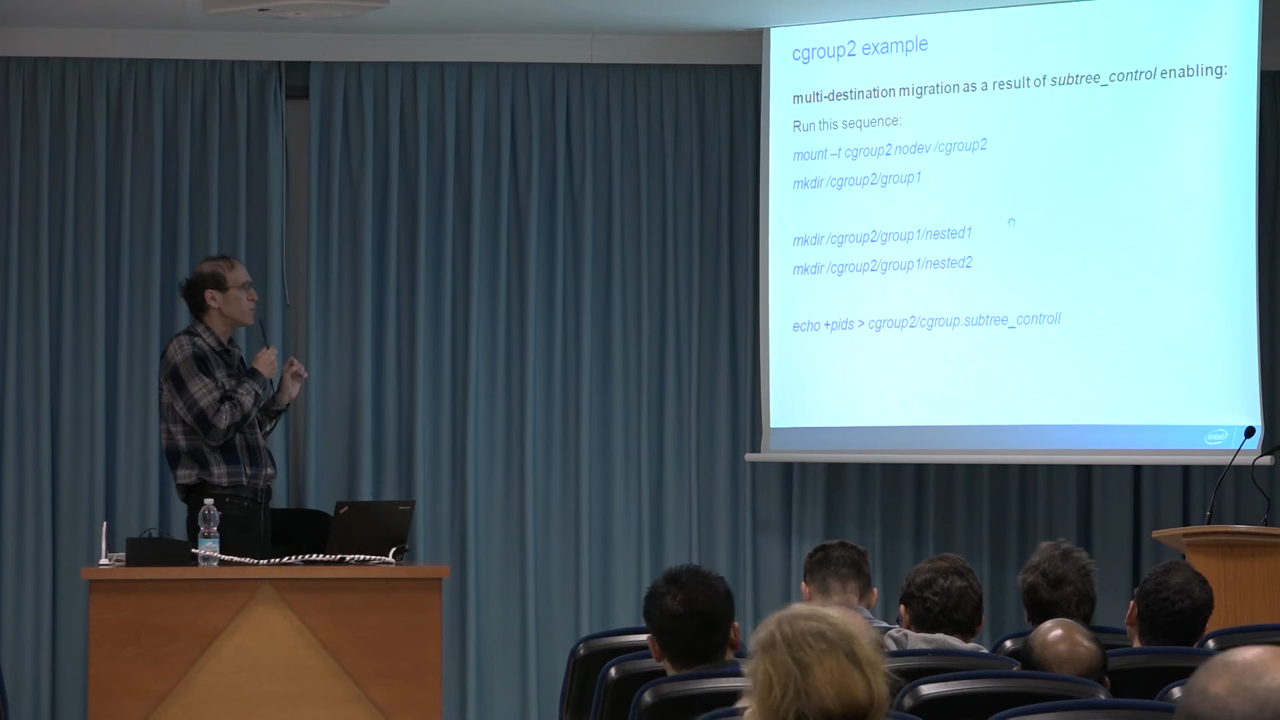 cgroup2 example
multi-destination migration as a result of subtree_control enabling:
Run this sequence:
mount –t cgroup2 nodev /cgroup2
mkdir /cgroup2/group1
mkdir /cgroup2/group1/nested1
mkdir /cgroup2/group1/nested2
echo +pids > cgroup2/cgroup.subtree_controll
intel